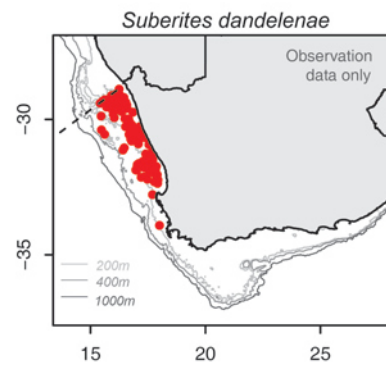 Suberites dandelenae
Observation
data only
−30
−35
200m
400m
1000m
15
20
25